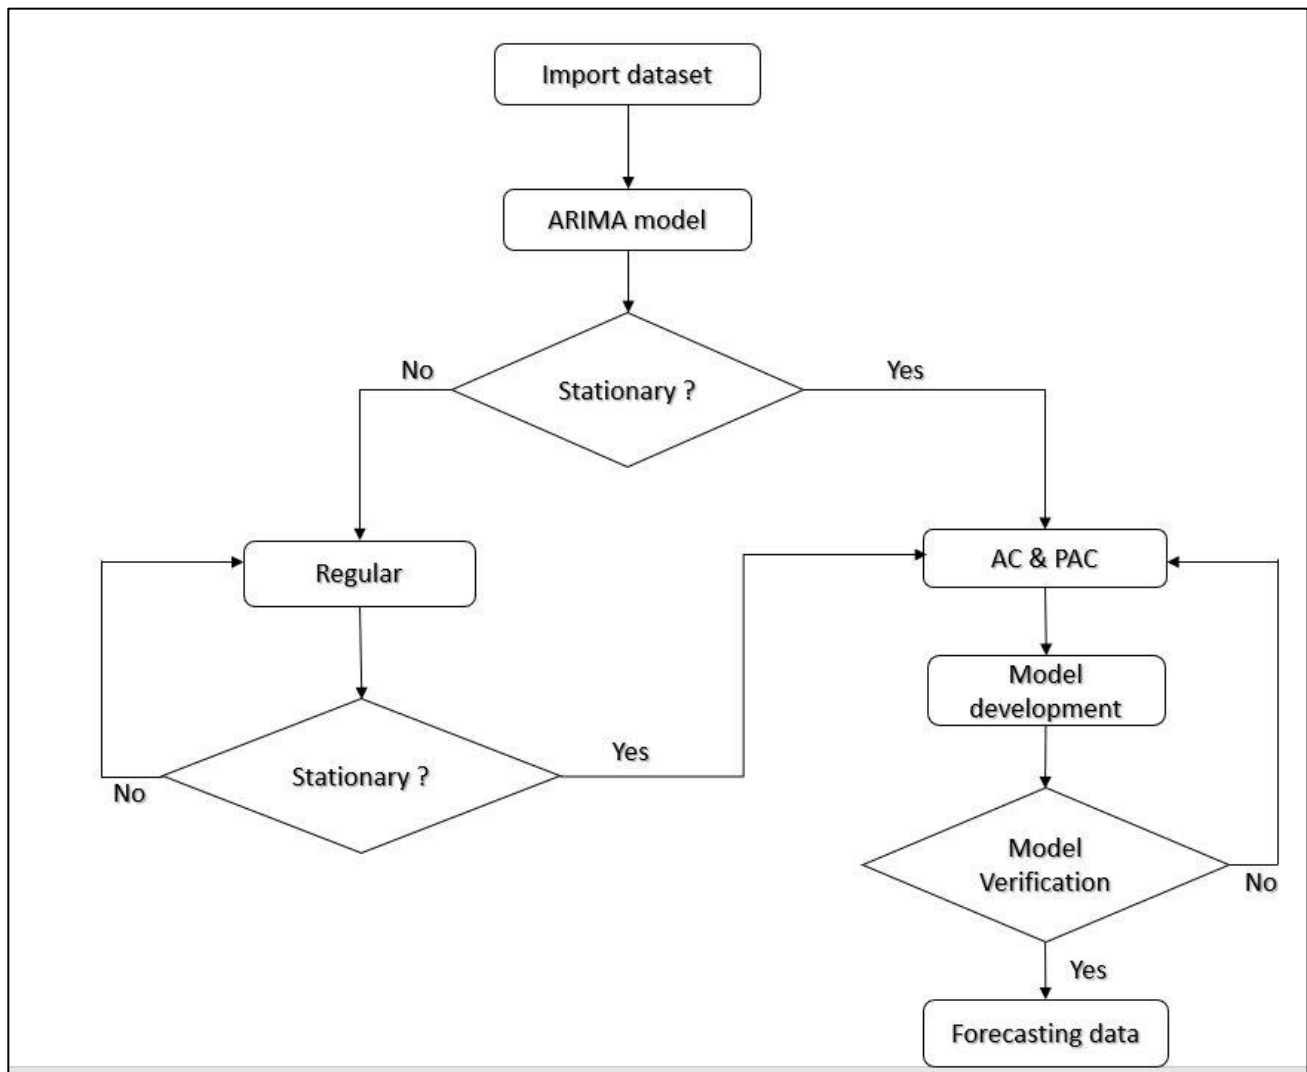 Import dataset
ARIMA model
Stationary ?
No
Yes
Regular
AC & PAC
Model
development
Stationary ?
Yes
No
Model
Verification
No
Yes
Forecasting data